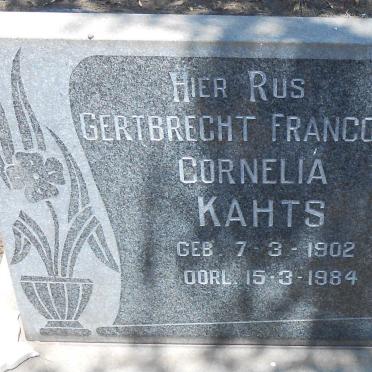 HIER RUS
GERTBRECHT FRANCO
CORNELIA
KAHTS
GEB. 7-3-1902
OORL. 15-3-1984